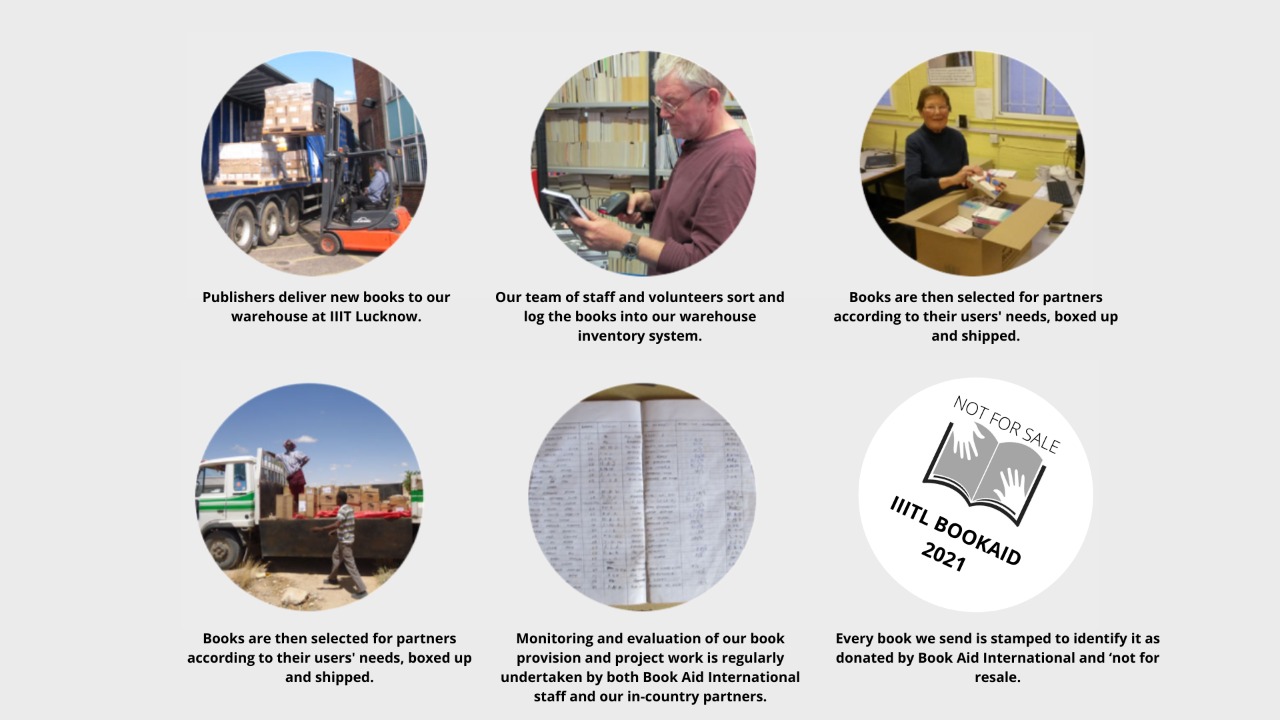 Publishers deliver new books to our
warehouse at IIIT Lucknow.
Our team of staff and volunteers sort and
log the books into our warehouse
inventory system.
Books are then selected for partners
according to their users' needs, boxed up
and shipped.
Books are then selected for partners
according to their users' needs, boxed up
and shipped.
Monitoring and evaluation of our book
provision and project work is regularly
undertaken by both Book Aid International
staff and our in-country partners.
NOT FOR SALE
IIITL BOOKAID
2021
Every book we send is stamped to identify it as
donated by Book Aid International and ‘not for
resale.